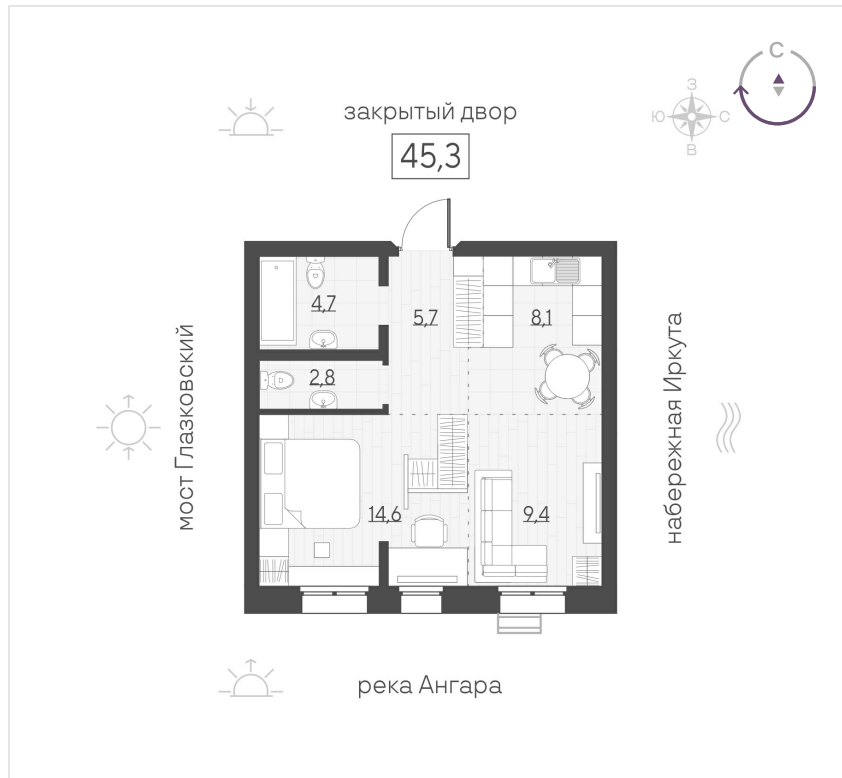 С
закрытый двор
45,3
З
Ю
С
В
4,7
5,7
8,1
2,8
мост Глазковский
набережная Иркута
14,6
9,4
река Ангара